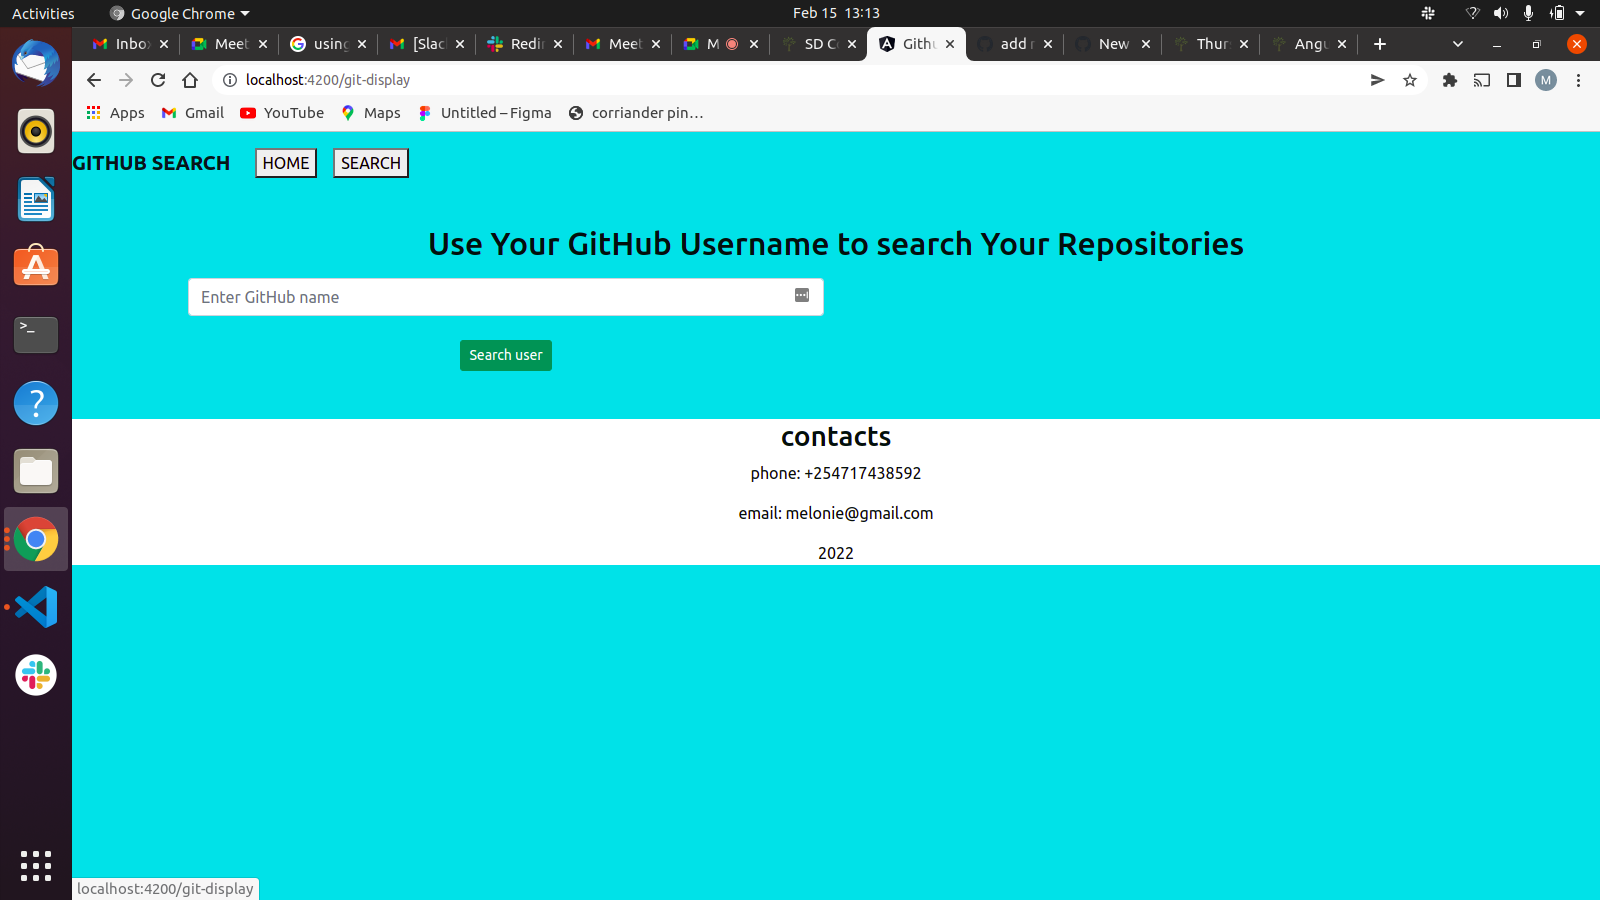 Activities
Google Chrome
Feb 15 13:13
Inbox
Meet
using
[Slac
Redir
Meet
M
SD C
Githu
add r
New
Thurs
Angu
localhost:4200/git-display
M
Apps
Gmail
YouTube
Maps
Untitled – Figma
corriander pin...
GITHUB SEARCH
HOME
SEARCH
Use Your GitHub Username to search Your Repositories
Enter GitHub name
Search user
contacts
phone: +254717438592
email: melonie@gmail.com
2022
localhost:4200/git-display